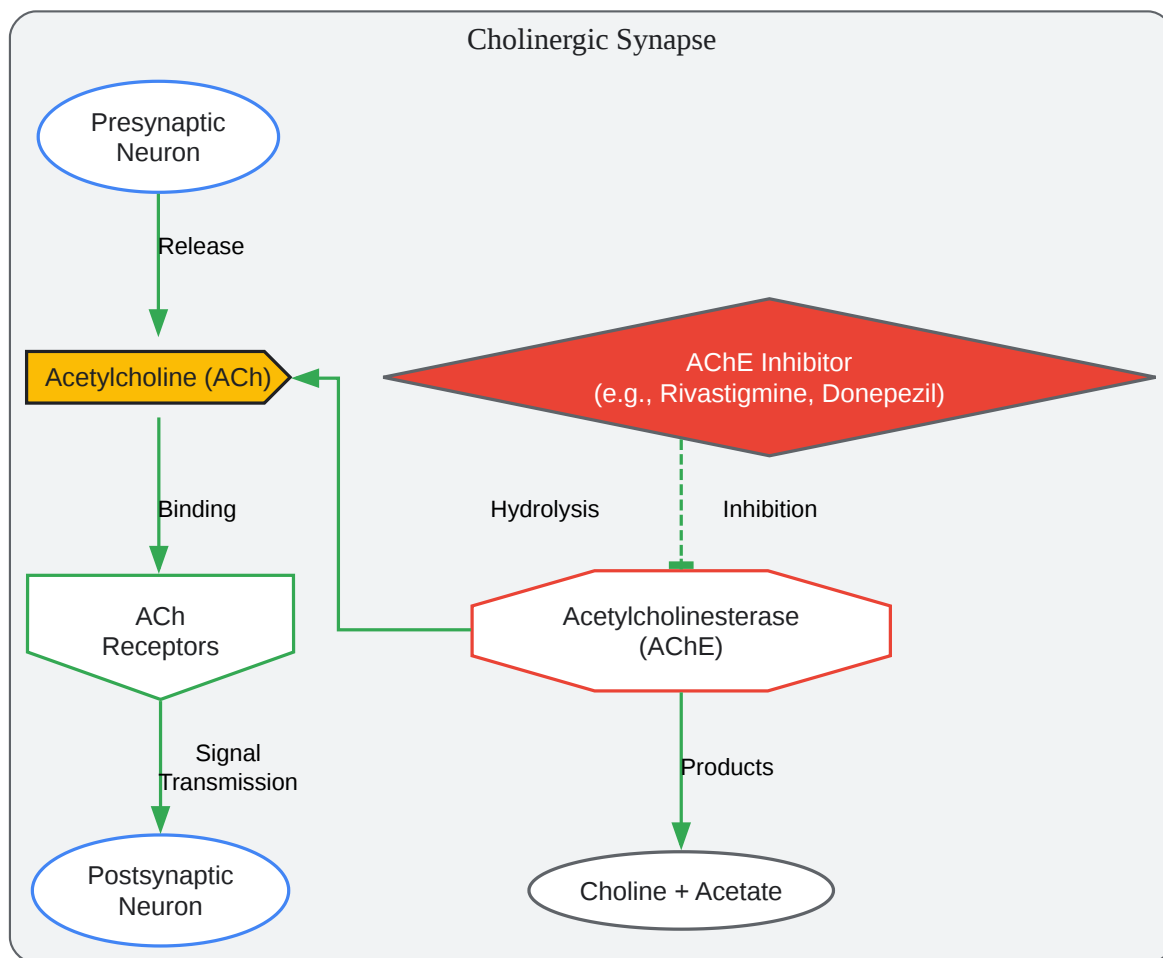 Cholinergic Synapse
Presynaptic
Neuron
Release
Acetylcholine (ACh)
AChE Inhibitor
(e.g., Rivastigmine, Donepezil)
Binding
Hydrolysis
Inhibition
ACh
Receptors
Acetylcholinesterase
(AChE)
Signal
Transmission
Products
Postsynaptic
Neuron
Choline + Acetate